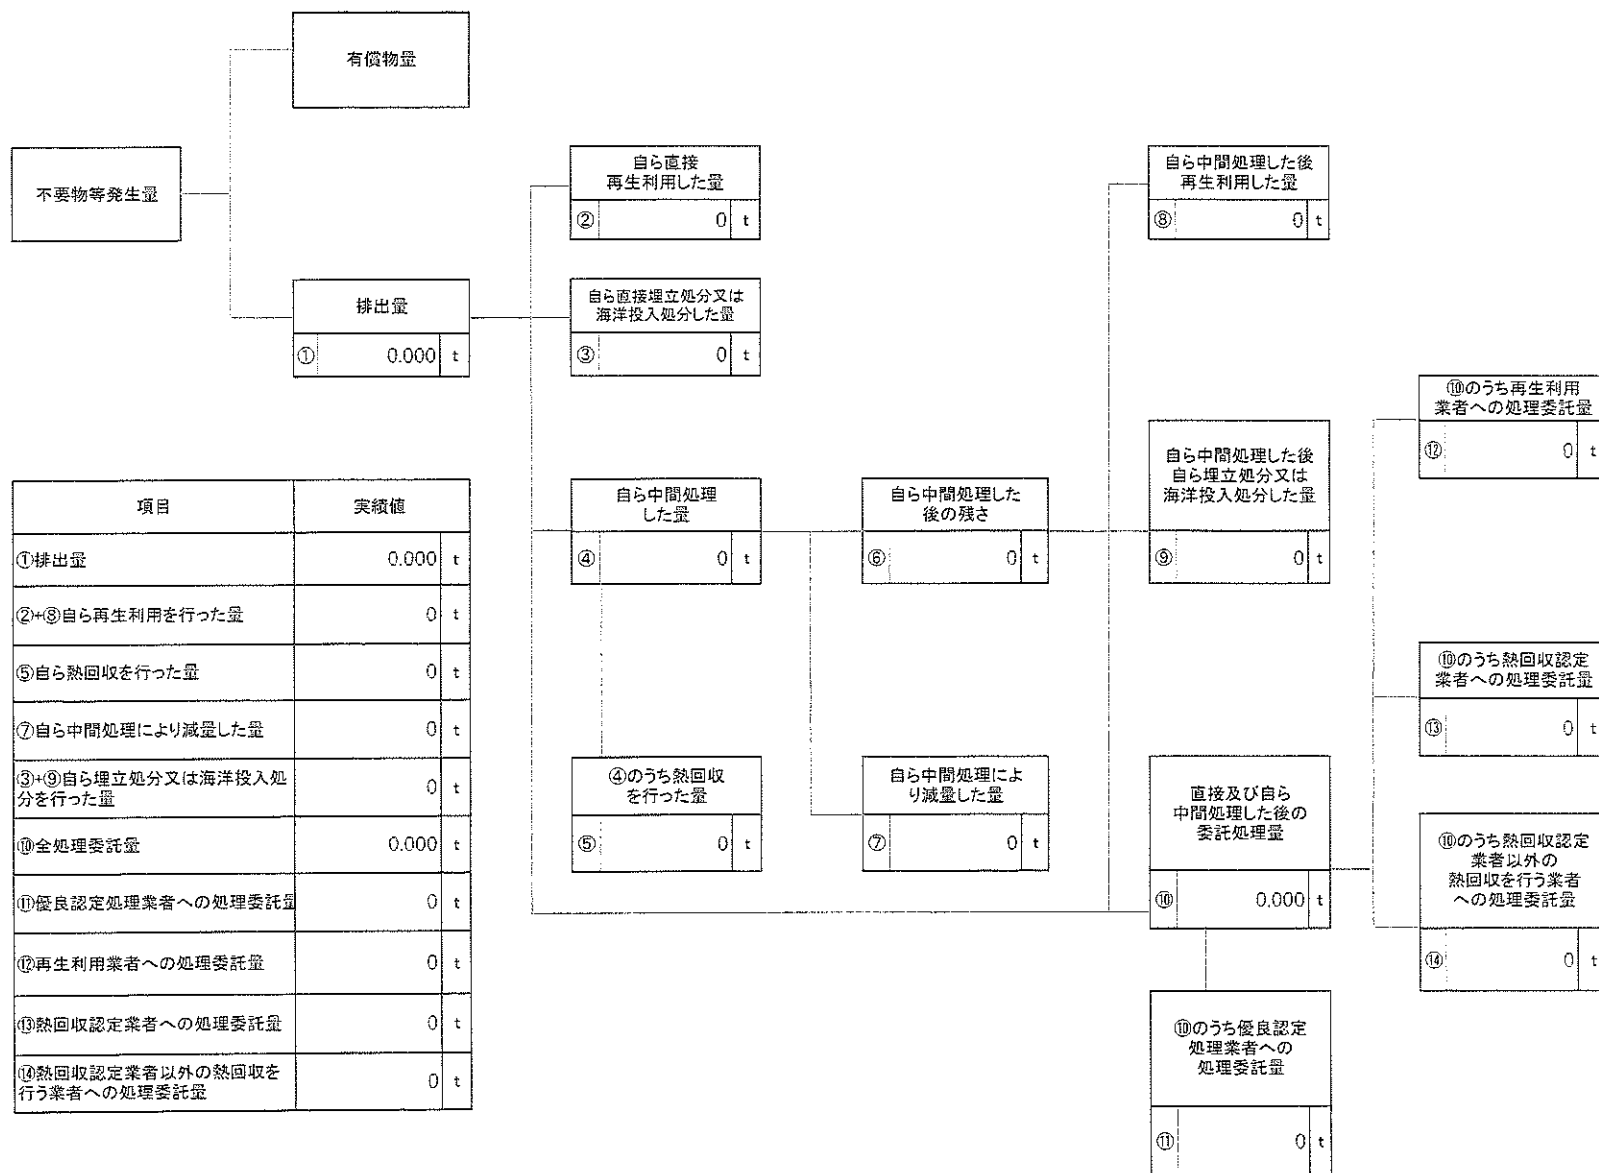 有償物量
不要物等発生量
排出量
① 0.000 t
自ら直接
再生利用した量
② 0 t
自ら直接埋立処分又は
海洋投入処分した量
③ 0 t
自ら中間処理
した量
④ 0 t
④のうち熱回収
を行った量
⑤ 0 t
自ら中間処理した
後の残さ
⑥ 0 t
自ら中間処理によ
り減量した量
⑦ 0 t
自ら中間処理した後
再生利用した量
⑧ 0 t
自ら中間処理した後
自ら埋立処分又は
海洋投入処分した量
⑨ 0 t
直接及び自ら
中間処理した後の
委託処理量
⑩ 0.000 t
⑩のうち優良認定
処理業者への
処理委託量
⑪ 0 t
⑩のうち再生利用
業者への処理委託量
⑫ 0 t
⑩のうち熱回収認定
業者への処理委託量
⑬ 0 t
⑩のうち熱回収認定
業者以外の
熱回収を行う業者
への処理委託量
⑭ 0 t
項目 実績値
①排出量 0.000 t
②+⑧自ら再生利用を行った量 0 t
⑤自ら熱回収を行った量 0 t
⑦自ら中間処理により減量した量 0 t
③+⑨自ら埋立処分又は海洋投入処
分を行った量 0 t
⑩全処理委託量 0.000 t
⑪優良認定処理業者への処理委託量 0 t
⑫再生利用業者への処理委託量 0 t
⑬熱回収認定業者への処理委託量 0 t
⑭熱回収認定業者以外の熱回収を
行う業者への処理委託量 0 t